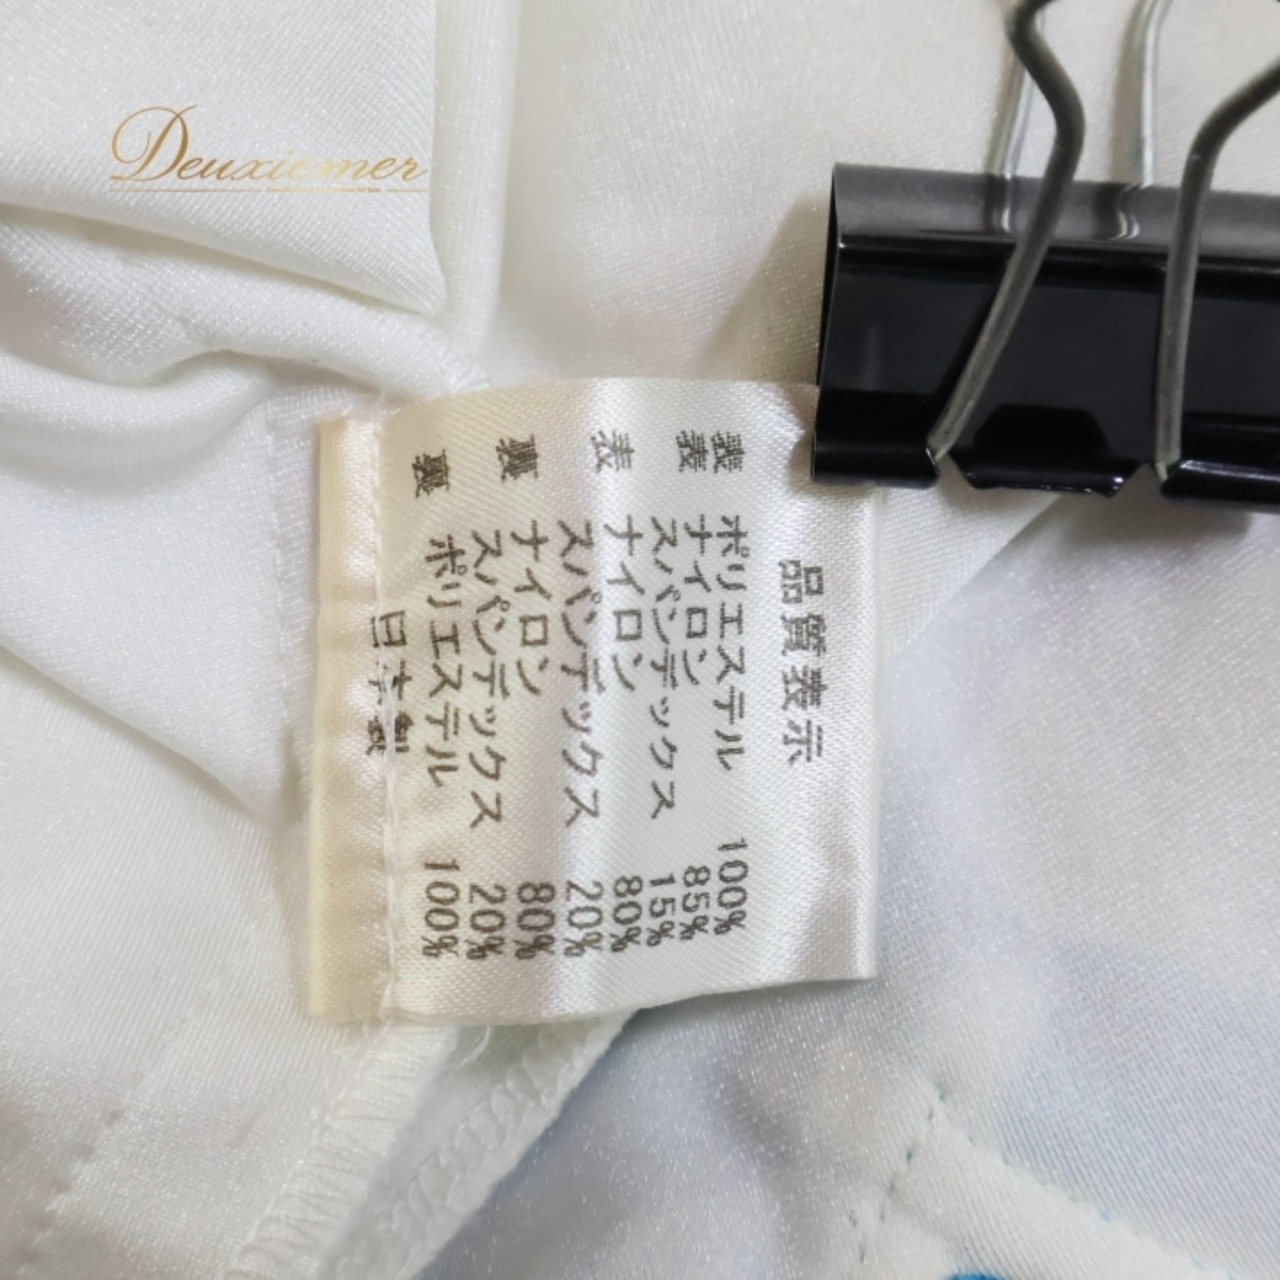 Deuxiemer
品質表示
表 ポリエステル 100%
表 ナイロン 85%
スパンデックス 15%
表 ナイロン 80%
スパンデックス 20%
裏 ナイロン 80%
スパンデックス 20%
裏 ポリエステル 100%
日本製